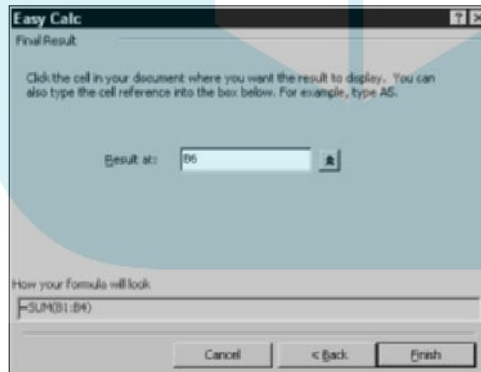 Easy Calc
Final Result
Click the cell in your document where you want the result to display. You can
also type the cell reference into the box below. For example, type A5.
Result at: B6
How your formula will look
=SUM(B1:B4)
Cancel < Back Finish